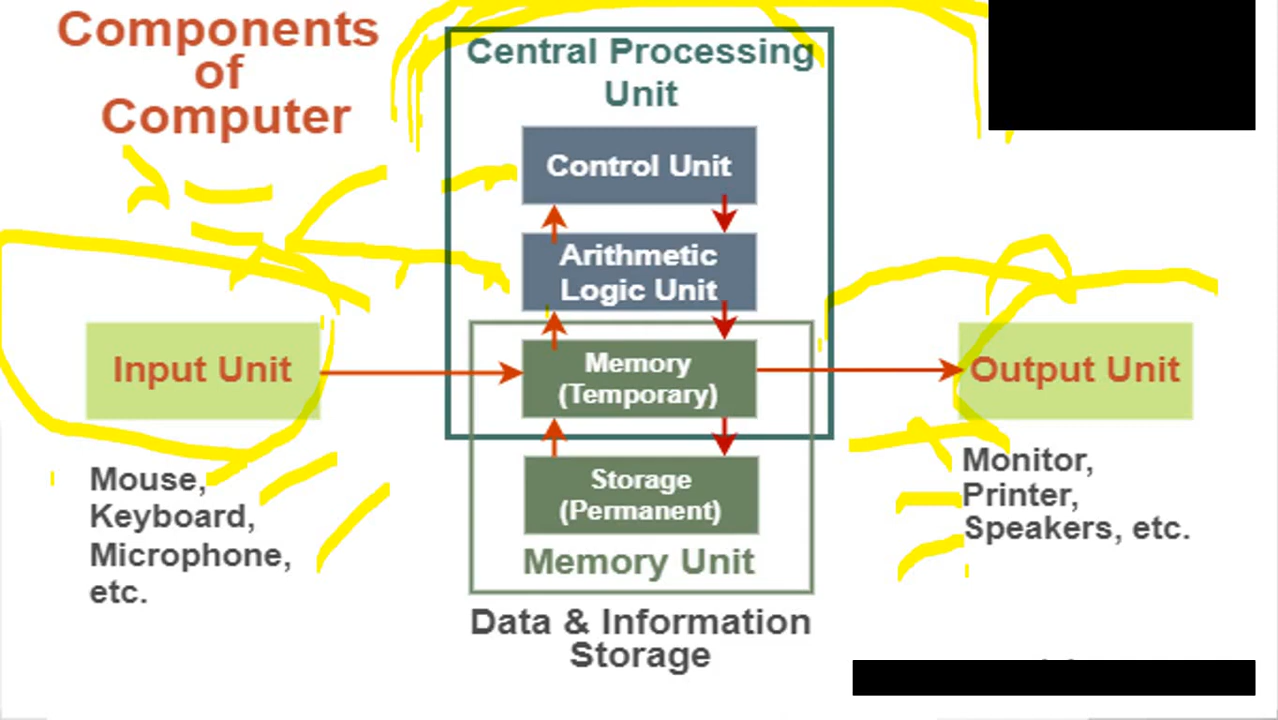 Components
of
Computer
Central Processing
Unit
Control Unit
Arithmetic
Logic Unit
Input Unit
Memory
(Temporary)
Output Unit
Mouse,
Keyboard,
Microphone,
etc.
Storage
(Permanent)
Memory Unit
Data & Information
Storage
Monitor,
Printer,
Speakers, etc.